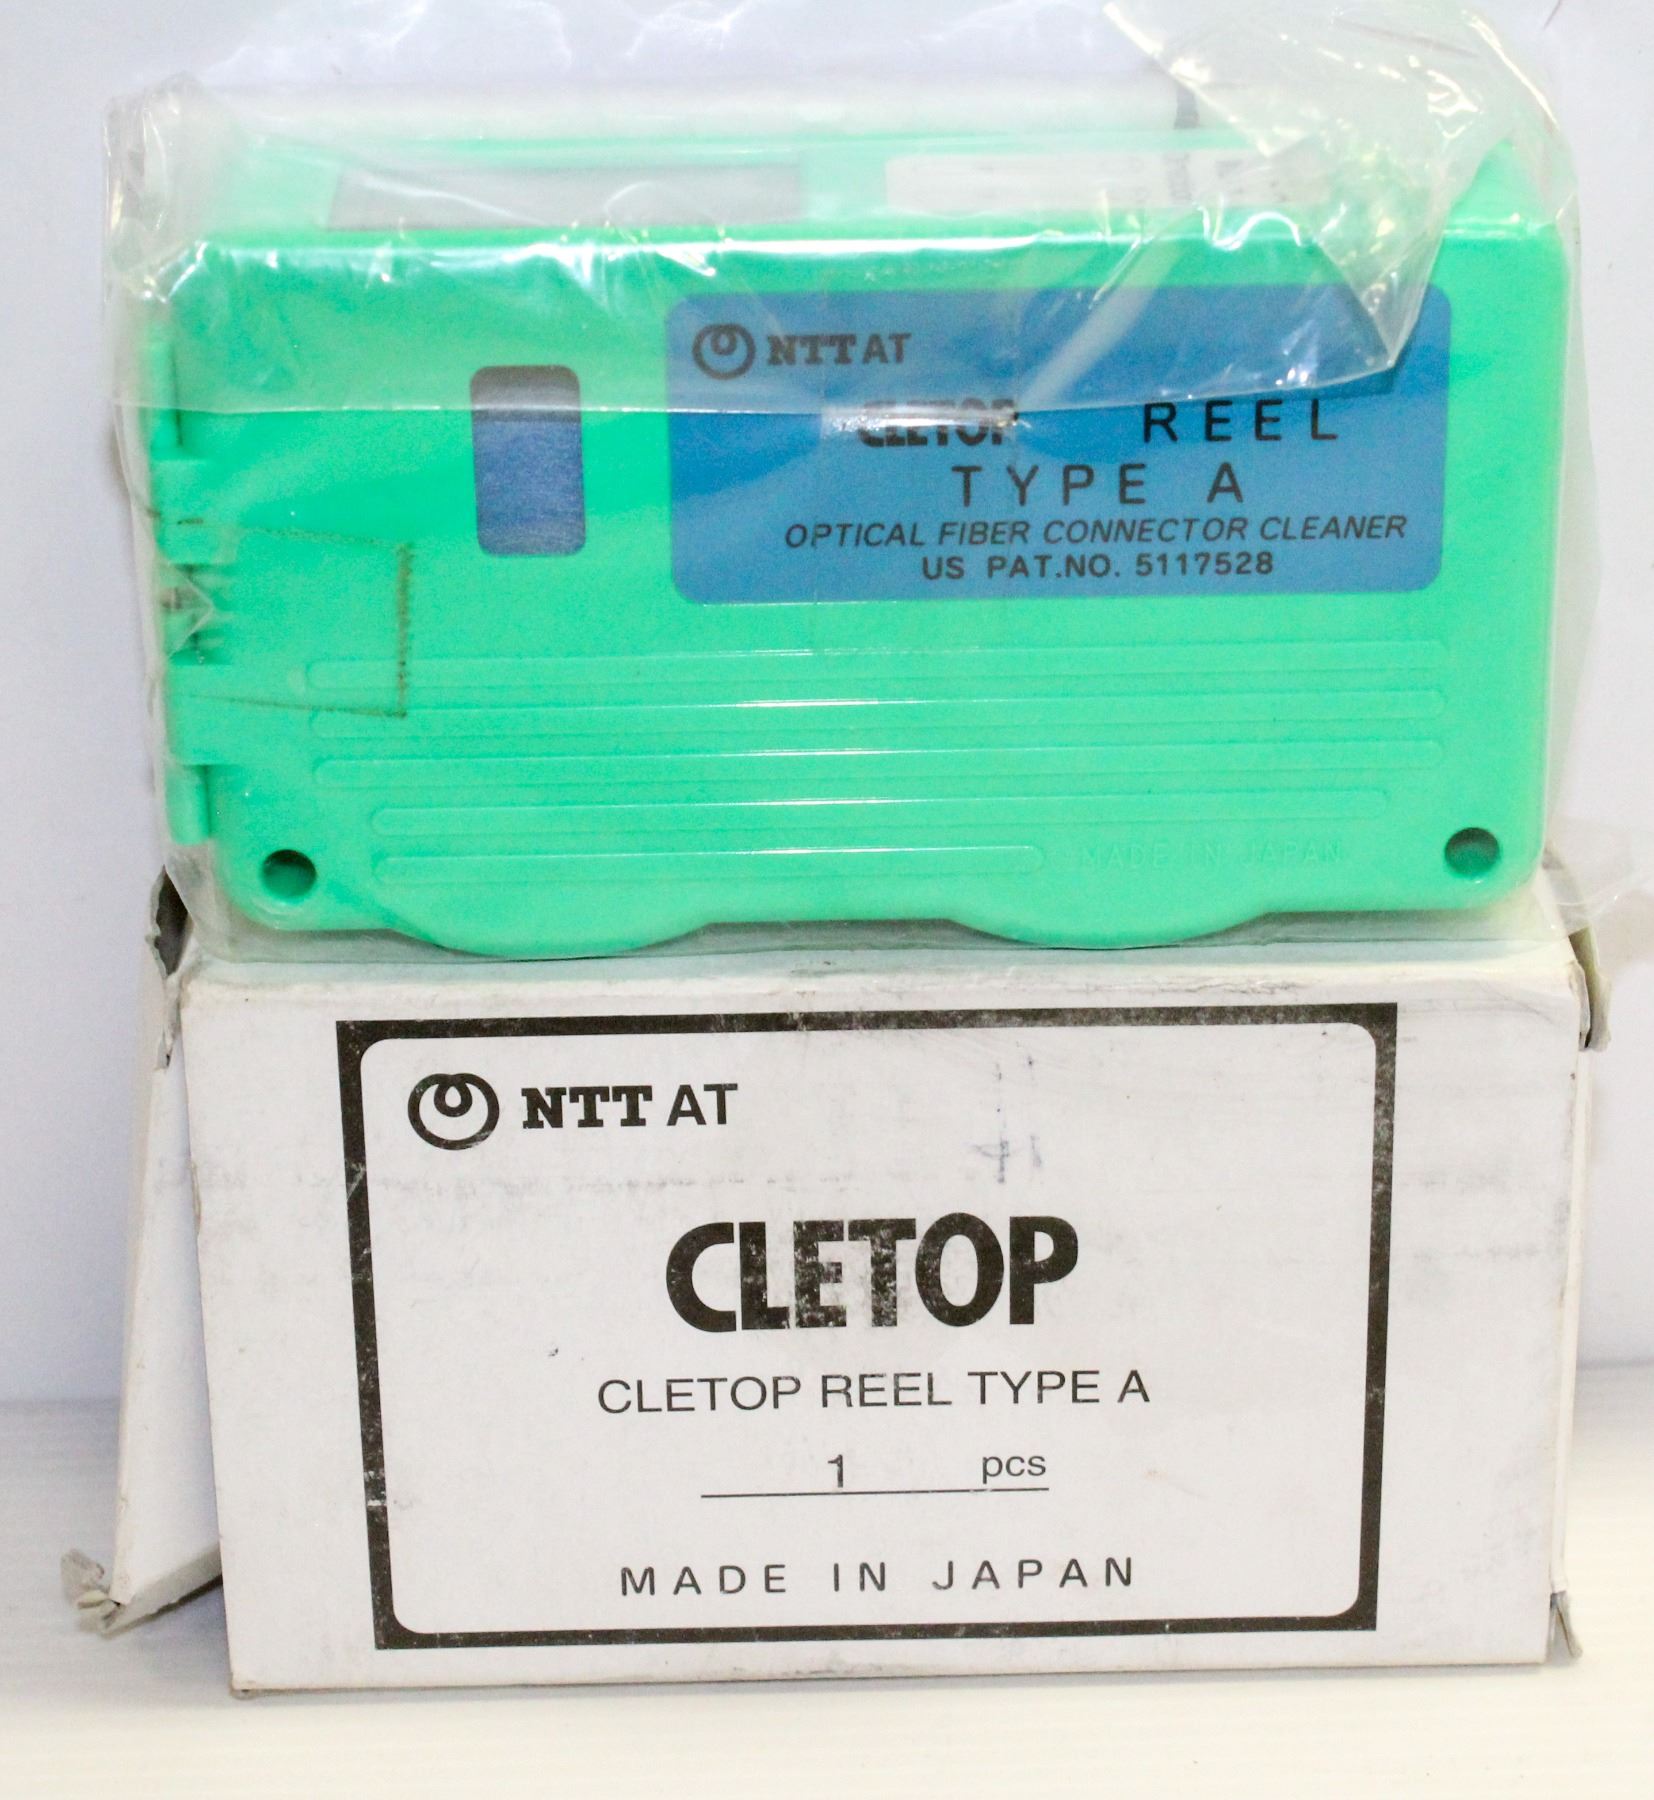 NTT AT
CLETOP REEL
TYPE A
OPTICAL FIBER CONNECTOR CLEANER
US PAT.NO. 5117528
MADE IN JAPAN
NTT AT
CLETOP
CLETOP REEL TYPE A
1 pcs
MADE IN JAPAN